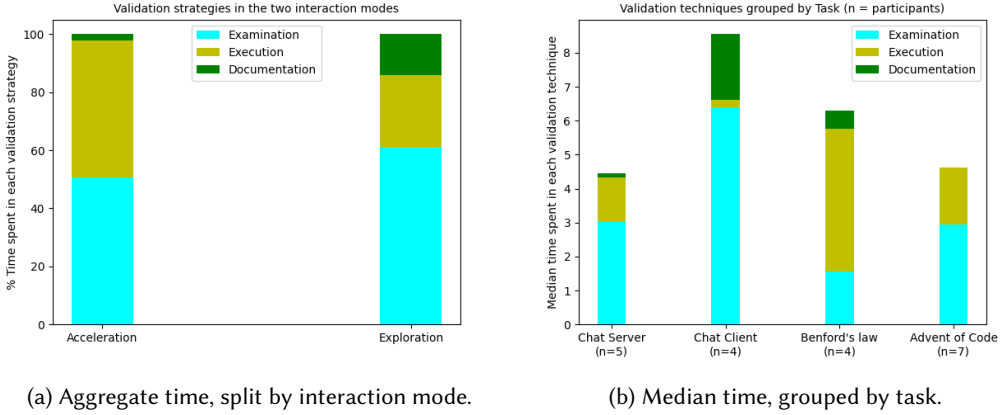 Validation strategies in the two interaction modes
% Time spent in each validation strategy
100
80
60
40
20
0
Examination
Execution
Documentation
Acceleration
Exploration
(a) Aggregate time, split by interaction mode.
Validation techniques grouped by Task (n = participants)
Median time spent in each validation technique
8
7
6
5
4
3
2
1
0
Examination
Execution
Documentation
Chat Server
(n=5)
Chat Client
(n=4)
Benford's law
(n=4)
Advent of Code
(n=7)
(b) Median time, grouped by task.